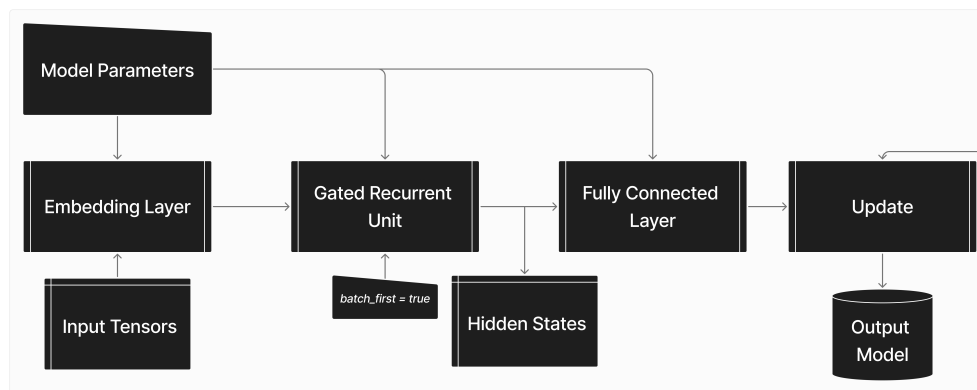 Model Parameters
Embedding Layer
Gated Recurrent
Unit
Fully Connected
Layer
Update
Input Tensors
batch_first = true
Hidden States
Output
Model